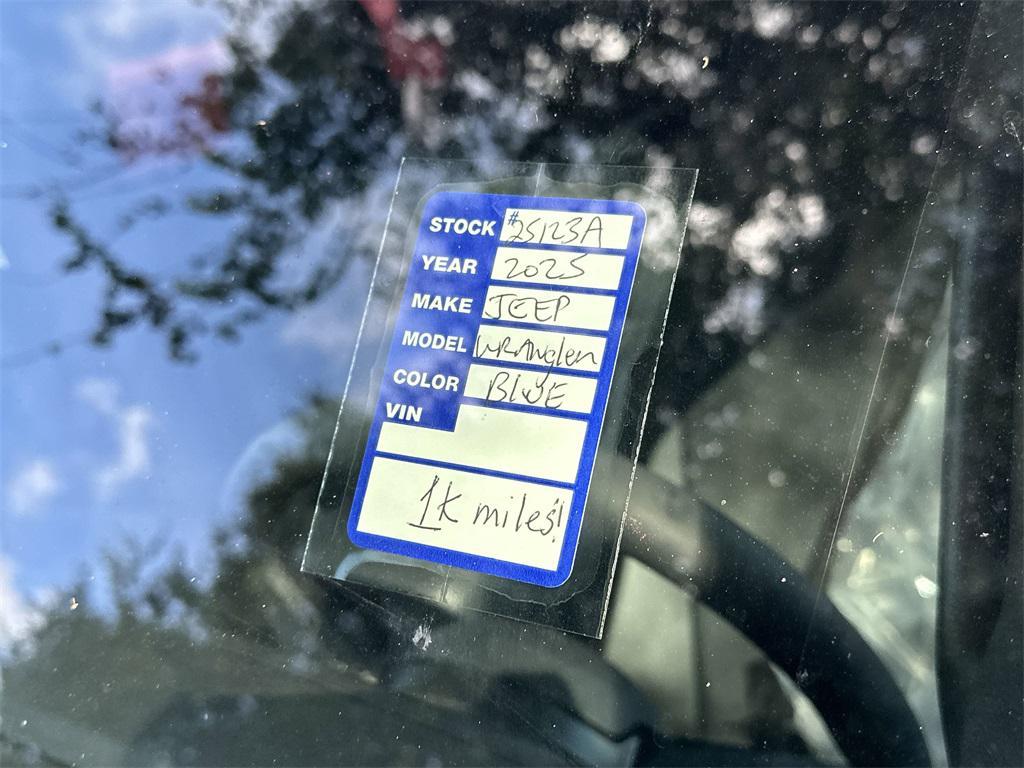 STOCK #25123A
YEAR 2025
MAKE JEEP
MODEL WRANgler
COLOR BLUE
VIN
1k miles!